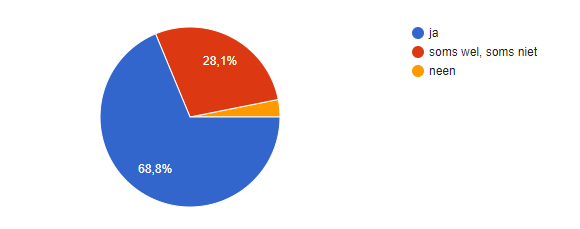 28,1%
68,8%
ja
soms wel, soms niet
neen